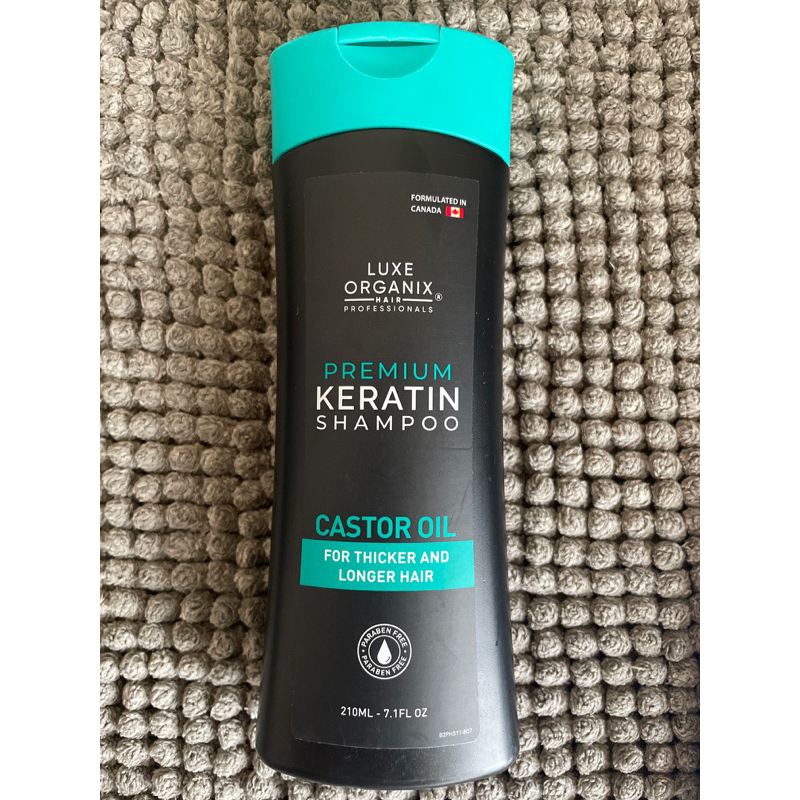 FORMULATED IN
CANADA
LUXE
ORGANIX®
HAIR
PROFESSIONALS
PREMIUM
KERATIN
SHAMPOO
CASTOR OIL
FOR THICKER AND
LONGER HAIR
PARABEN FREE
PARABEN FREE
210ML - 7.1FL OZ